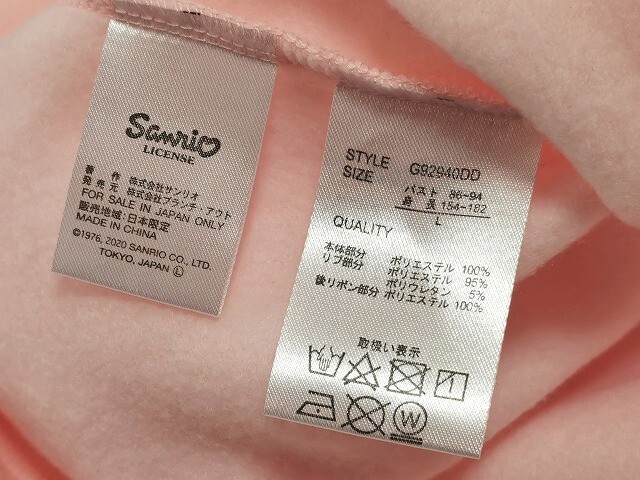 Sanrio
LICENSE
著 作 株式会社サンリオ
発 売 元 株式会社ブランチ・アウト
FOR SALE IN JAPAN ONLY
販売地域:日本限定
MADE IN CHINA
©1976, 2020 SANRIO CO., LTD.
TOKYO, JAPAN Ⓛ
STYLE G92940DD
SIZE
バスト 86-94
身 長 154-162
L
QUALITY
本体部分 ポリエステル 100%
リブ部分 ポリエステル 95%
ポリウレタン 5%
後リボン部分 ポリエステル 100%
取扱い表示
W